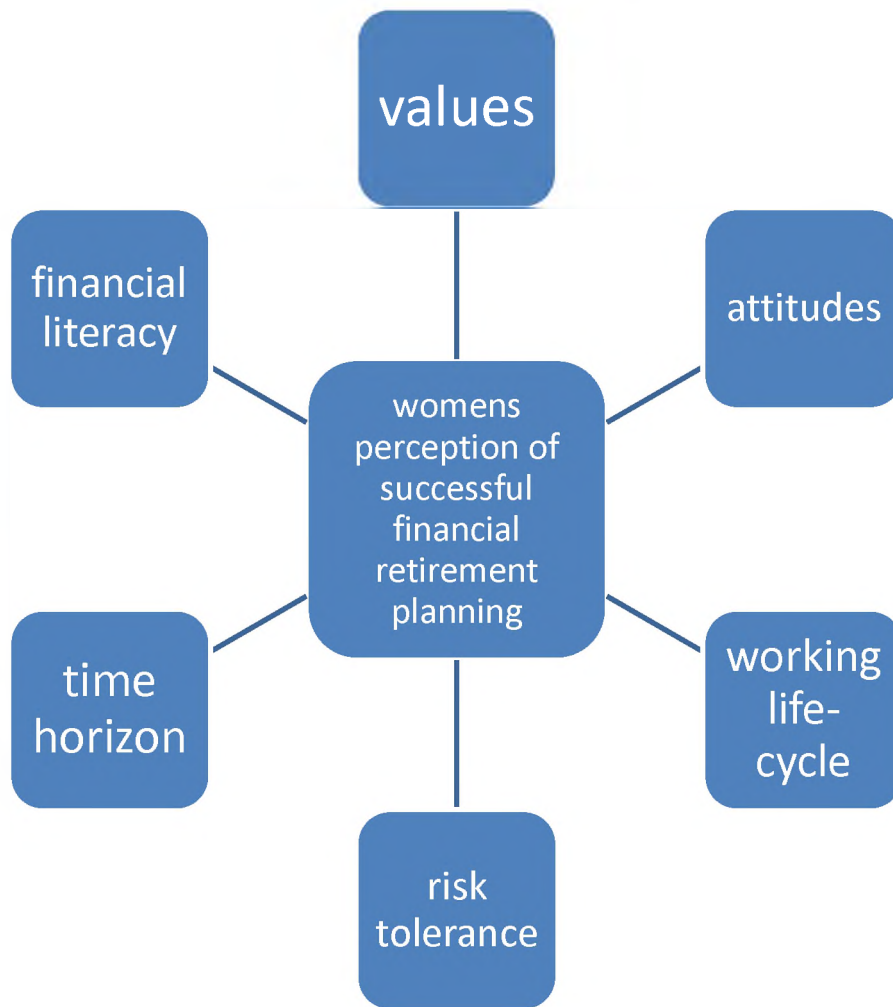 values
financial
literacy
attitudes
womens
perception of
successful
financial
retirement
planning
time
horizon
working
life-
cycle
risk
tolerance